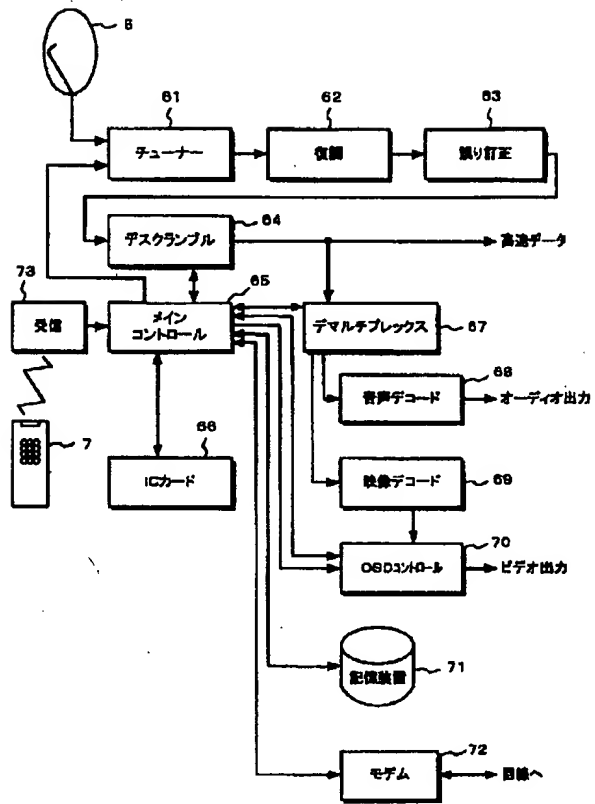 6
61
62
63
チューナー
復調
誤り訂正
64
デスクランブル
高速データ
73
65
受信
メイン
コントロール
デマルチプレックス
67
68
音声デコード
オーディオ出力
7
66
ICカード
映像デコード
69
70
OSDコントロール
ビデオ出力
記憶装置
71
72
モデム
回線へ